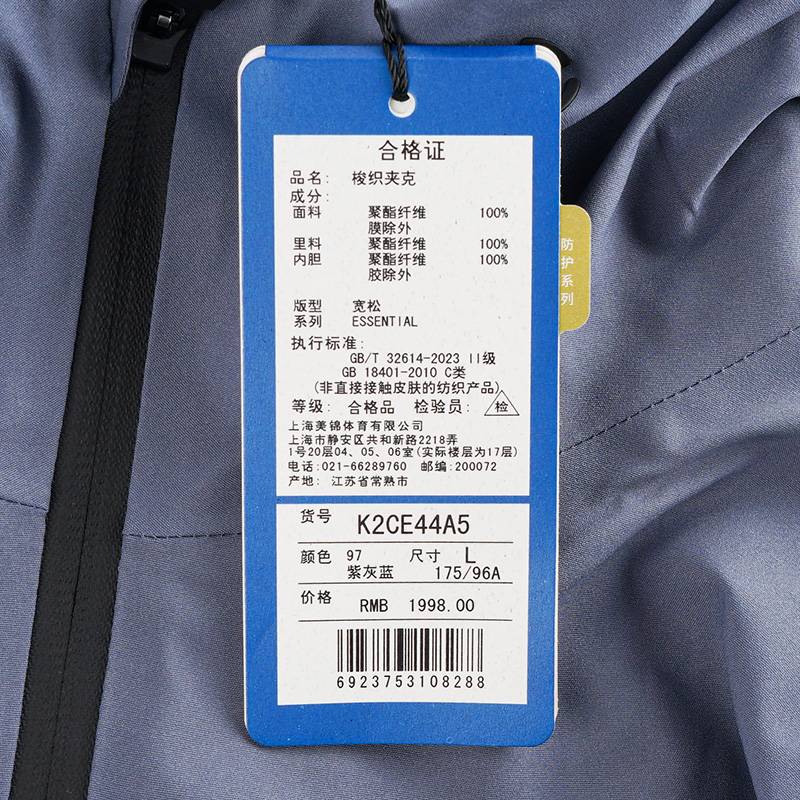 合格证
品名: 梭织夹克
成分:
面料 聚酯纤维 100%
膜除外
里料 聚酯纤维 100%
内胆 聚酯纤维 100%
胶除外
版型 宽松
系列 ESSENTIAL
执行标准:
GB/T 32614-2023 II级
GB 18401-2010 C类
(非直接接触皮肤的纺织产品)
等级: 合格品 检验员: 检
上海美锦体育有限公司
上海市静安区共和新路2218弄
1号20层04、05、06室(实际楼层为17层)
电话:021-66289760 邮编:200072
产地: 江苏省常熟市
货号 K2CE44A5
颜色 97 尺寸 L
紫灰蓝 175/96A
价格 RMB 1998.00
6923753108288
防护系列